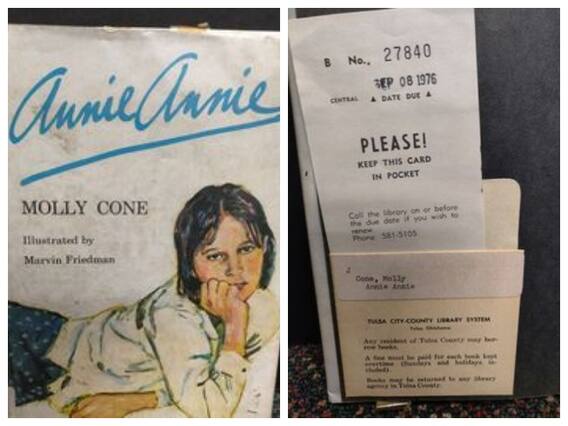 Annie Annie
MOLLY CONE
Illustrated by
Marvin Friedman
B No., 27840
SEP 08 1976
CENTRAL ▲ DATE DUE ▲
PLEASE!
KEEP THIS CARD
IN POCKET
Call the library on or before
the due date if you wish to
renew.
Phone: 581-5105
J
Cone, Molly
Annie Annie
TULSA CITY-COUNTY LIBRARY SYSTEM
Tulsa, Oklahoma
Any resident of Tulsa County may bor-
row books.
A fine must be paid for each book kept
overtime (Sundays and holidays in-
cluded).
Books may be returned to any library
agency in Tulsa County.